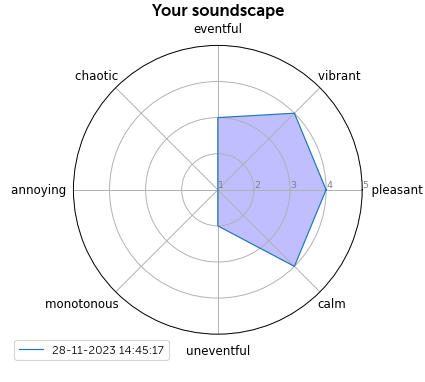 Your soundscape
eventful
chaotic
vibrant
annoying
1
2
3
4
5
pleasant
monotonous
calm
uneventful
28-11-2023 14:45:17